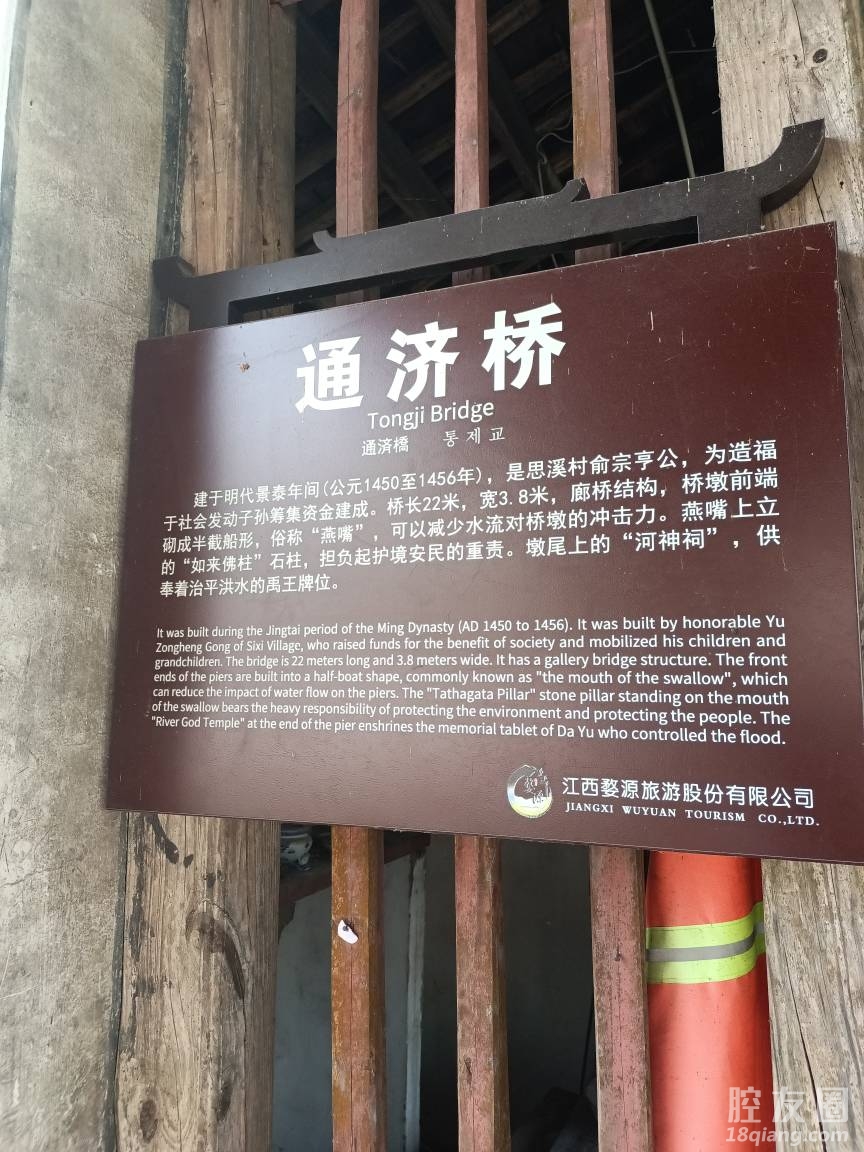 通济桥
Tongji Bridge
通済橋 통제교
建于明代景泰年间(公元1450至1456年)，是思溪村俞宗亨公，为造福
于社会发动子孙筹集资金建成。桥长22米，宽3.8米，廊桥结构，桥墩前端
砌成半截船形，俗称“燕嘴”，可以减少水流对桥墩的冲击力。燕嘴上立
的“如来佛柱”石柱，担负起护境安民的重责。墩尾上的“河神祠”，供
奉着治平洪水的禹王牌位。
It was built during the Jingtai period of the Ming Dynasty (AD 1450 to 1456). It was built by honorable Yu
Zongheng Gong of Sixi Village, who raised funds for the benefit of society and mobilized his children and
grandchildren. The bridge is 22 meters long and 3.8 meters wide. It has a gallery bridge structure. The front
ends of the piers are built into a half-boat shape, commonly known as "the mouth of the swallow", which
can reduce the impact of water flow on the piers. The "Tathagata Pillar" stone pillar standing on the mouth
of the swallow bears the heavy responsibility of protecting the environment and protecting the people. The
"River God Temple" at the end of the pier enshrines the memorial tablet of Da Yu who controlled the flood.
江西婺源旅游股份有限公司
JIANGXI WUYUAN TOURISM CO.,LTD.
腔友圈
18qiang.com